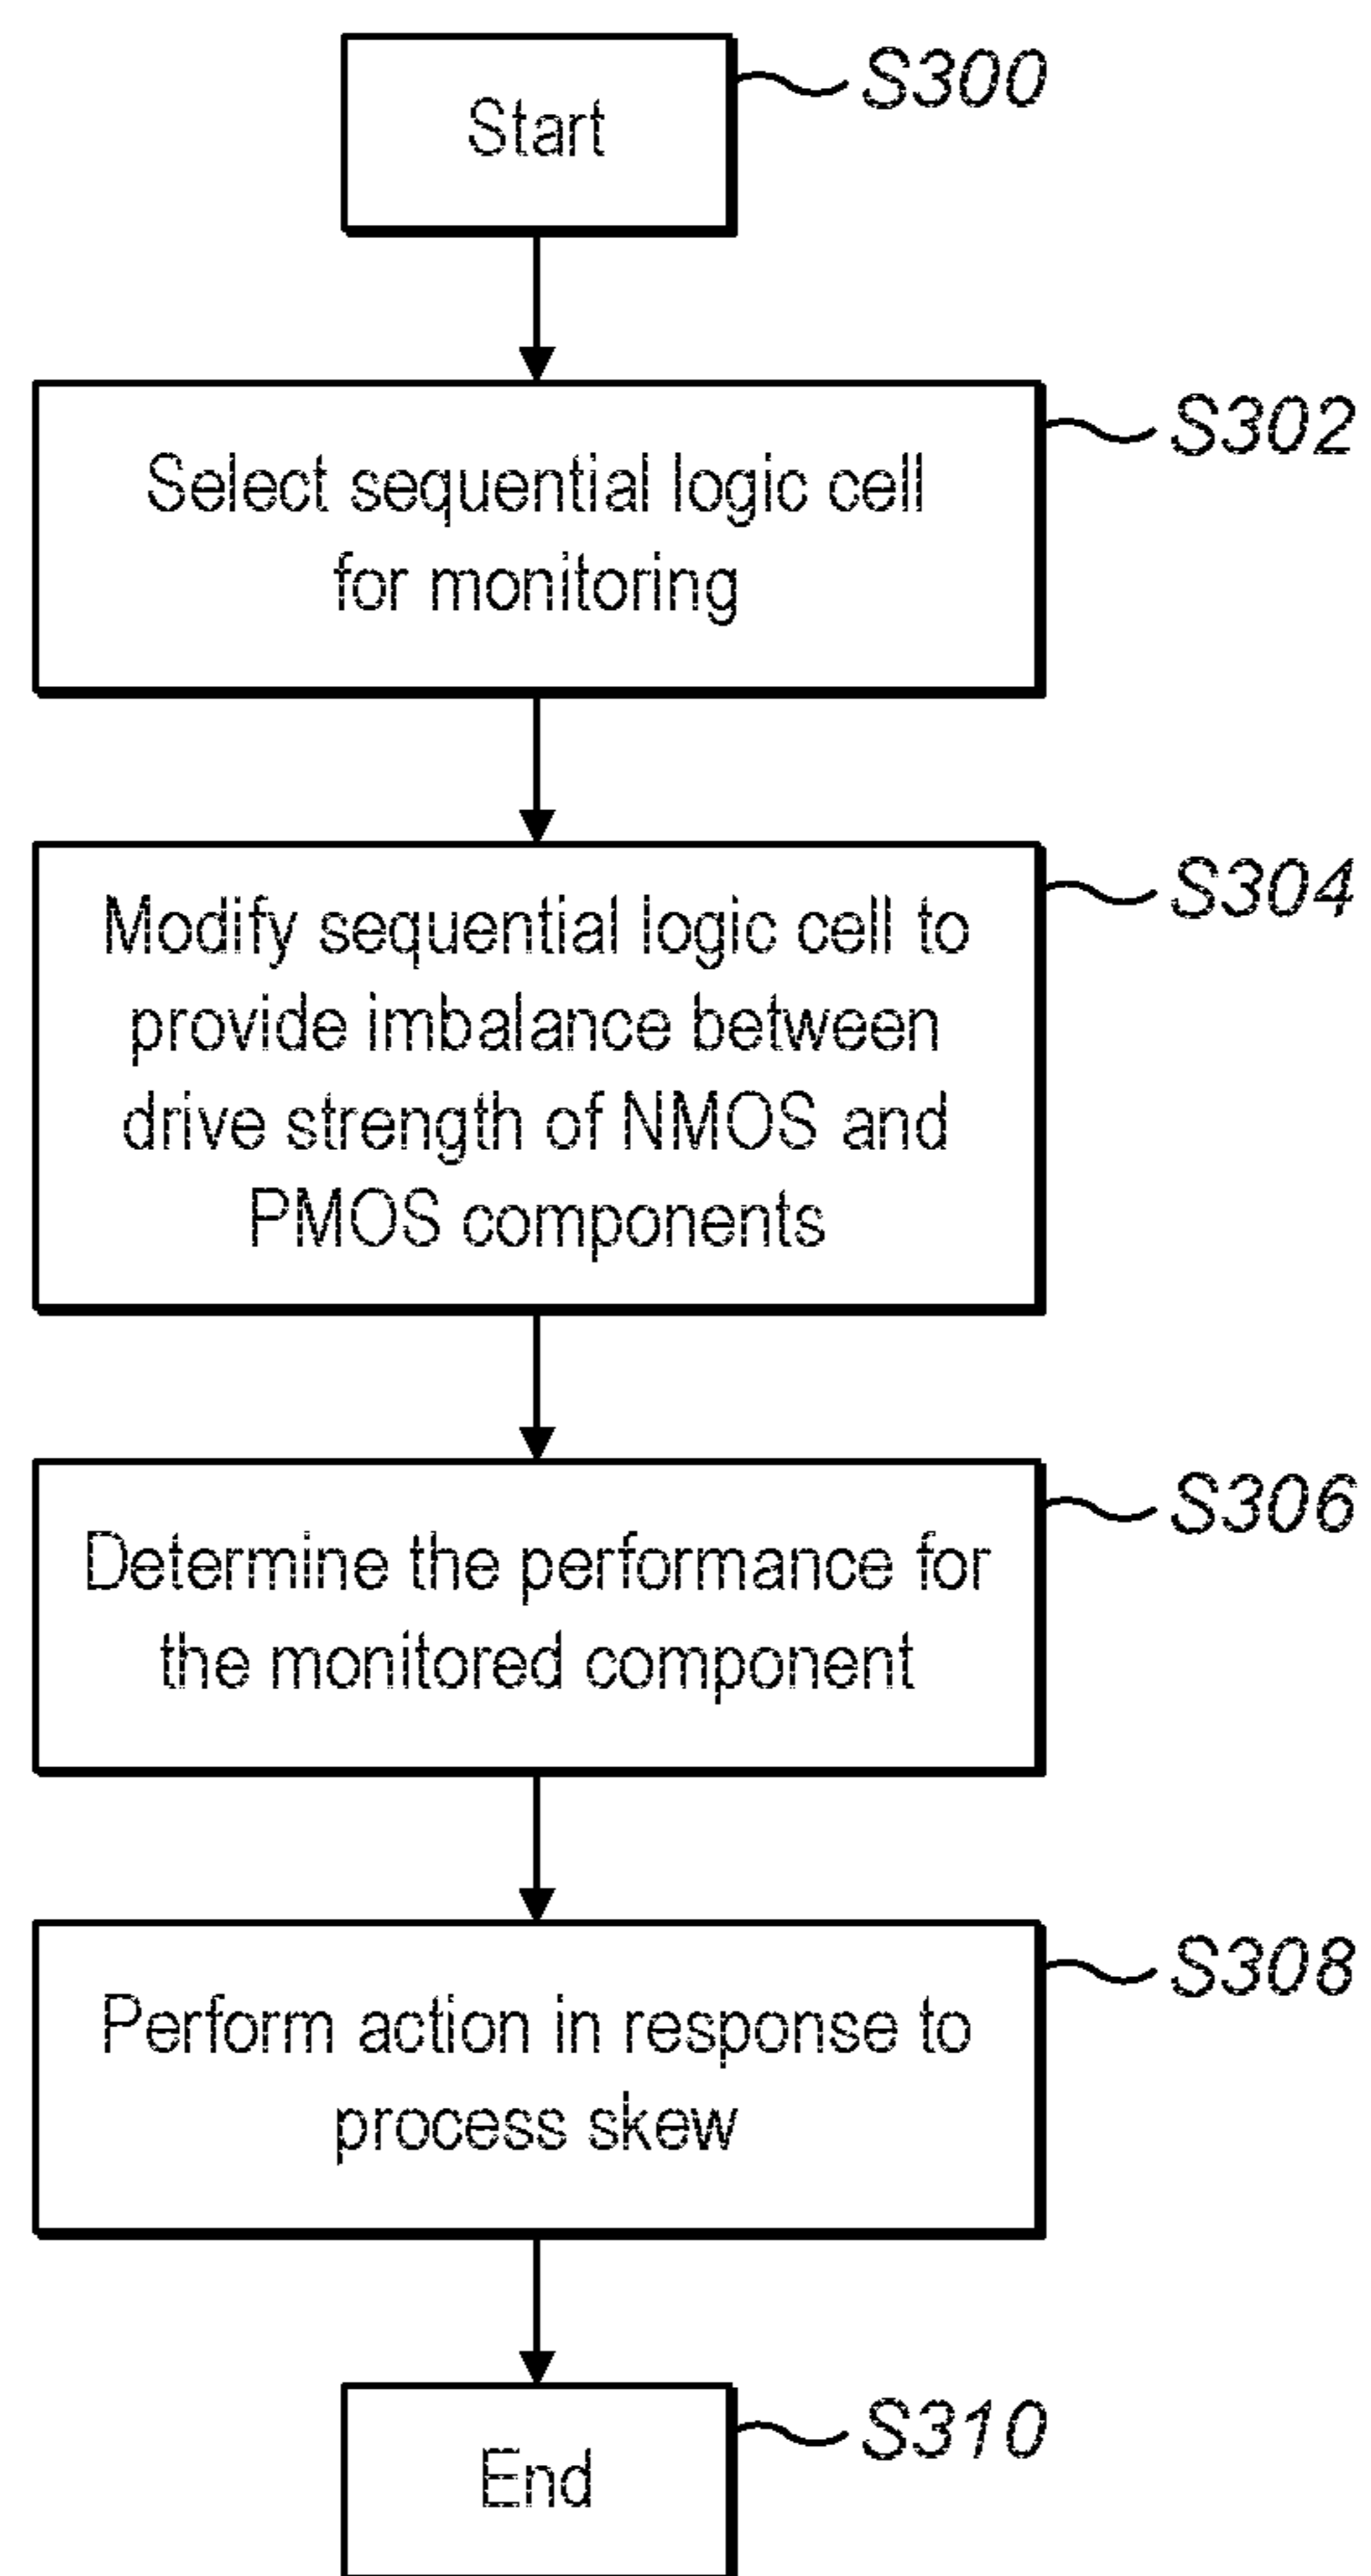 Start
S300
Select sequential logic cell
for monitoring
S302
Modify sequential logic cell to
provide imbalance between
drive strength of NMOS and
PMOS components
S304
Determine the performance for
the monitored component
S306
Perform action in response to
process skew
S308
End
S310